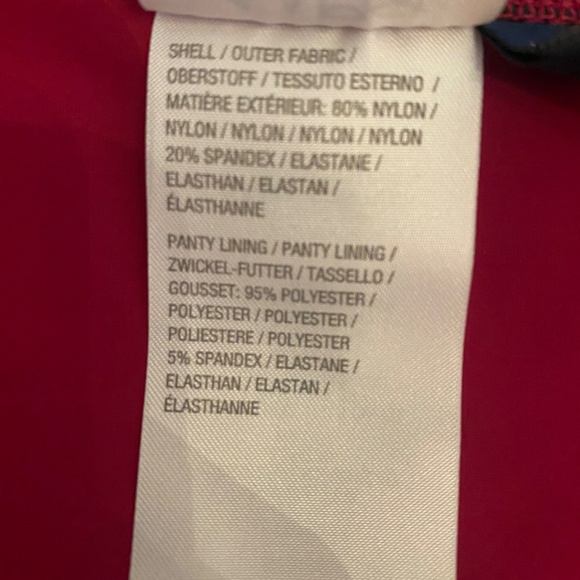 SHELL / OUTER FABRIC /
OBERSTOFF / TESSUTO ESTERNO /
MATIÈRE EXTÉRIEUR: 80% NYLON /
NYLON / NYLON / NYLON / NYLON
20% SPANDEX / ELASTANE /
ELASTHAN / ELASTAN /
ÉLASTHANNE
PANTY LINING / PANTY LINING /
ZWICKEL-FUTTER / TASSELLO /
GOUSSET: 95% POLYESTER /
POLYESTER / POLYESTER /
POLIESTERE / POLYESTER
5% SPANDEX / ELASTANE /
ELASTHAN / ELASTAN /
ÉLASTHANNE